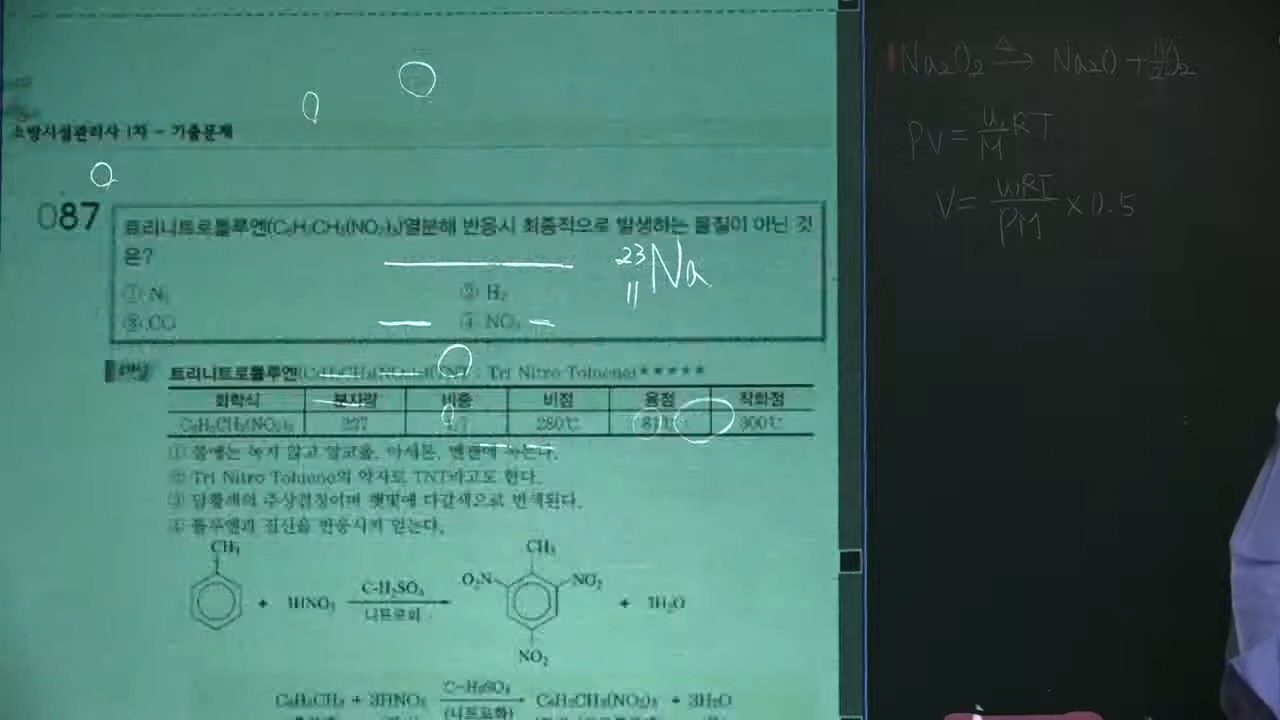 소방시설관리사 1차 - 기출문제
087
트리니트로톨루엔(C₆H₂CH₃(NO₂)₃)열분해 반응시 최종적으로 발생하는 물질이 아닌 것
은?
① N₂ ② H₂
③ CO ④ NO₂
²³₁₁Na
해설 트리니트로톨루엔(C₆H₂CH₃(NO₂)₃)(TNT : Tri Nitro Toluene)*****
화학식 분자량 비중 비점 융점 착화점
C₆H₂CH₃(NO₂)₃ 227 1.7 280℃ 81℃ 300℃
① 물에는 녹지 않고 알코올, 아세톤, 벤젠에 녹는다.
② Tri Nitro Toluene의 약자로 TNT라고도 한다.
③ 담황색의 주상결정이며 햇빛에 다갈색으로 변색된다.
④ 톨루엔과 질산을 반응시켜 얻는다.
CH₃ + 3HNO₃ C-H₂SO₄ 니트로화 → O₂N CH₃ NO₂ NO₂ + 3H₂O
C₆H₅CH₃ + 3HNO₃ C-H₂SO₄ (니트로화) → C₆H₂CH₃(NO₂)₃ + 3H₂O
Na₂O₂ △→ Na₂O + ½O₂
PV = w/M RT
V = wRT/PM × 0.5